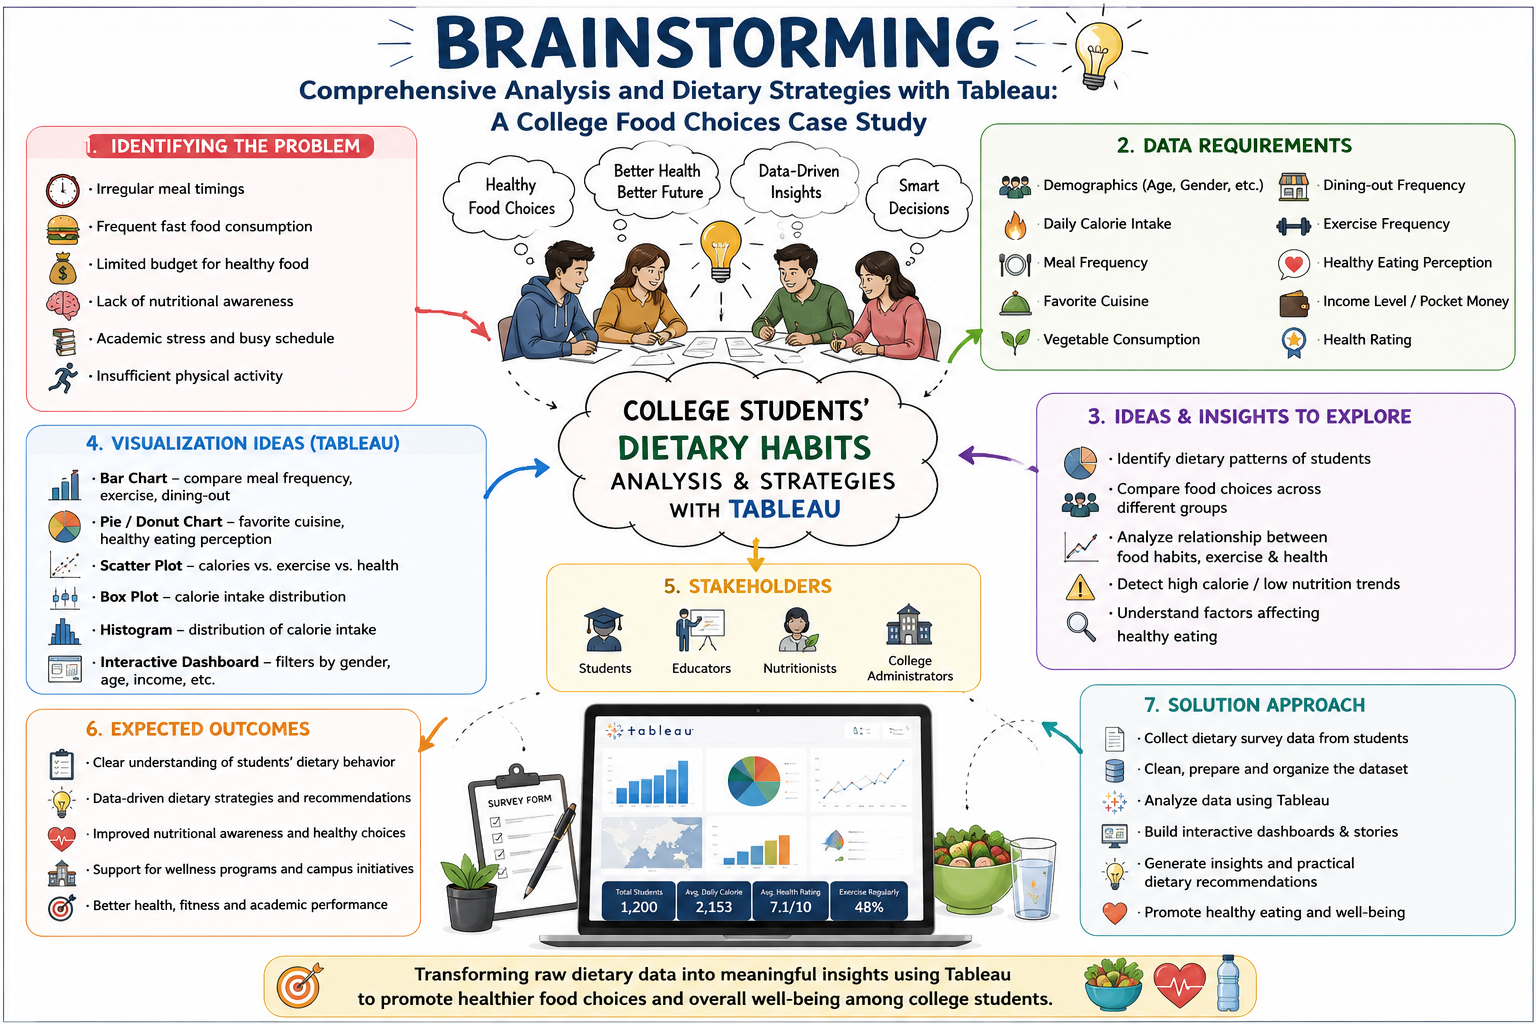 BRAINSTORMING
Comprehensive Analysis and Dietary Strategies with Tableau:
A College Food Choices Case Study
1. IDENTIFYING THE PROBLEM
· Irregular meal timings
· Frequent fast food consumption
· Limited budget for healthy food
· Lack of nutritional awareness
· Academic stress and busy schedule
· Insufficient physical activity
Healthy
Food Choices
Better Health
Better Future
Data-Driven
Insights
Smart
Decisions
2. DATA REQUIREMENTS
· Demographics (Age, Gender, etc.)
· Daily Calorie Intake
· Meal Frequency
· Favorite Cuisine
· Vegetable Consumption
· Dining-out Frequency
· Exercise Frequency
· Healthy Eating Perception
· Income Level / Pocket Money
· Health Rating
COLLEGE STUDENTS'
DIETARY HABITS
ANALYSIS & STRATEGIES
WITH TABLEAU
3. IDEAS & INSIGHTS TO EXPLORE
· Identify dietary patterns of students
· Compare food choices across
different groups
· Analyze relationship between
food habits, exercise & health
· Detect high calorie / low nutrition trends
· Understand factors affecting
healthy eating
4. VISUALIZATION IDEAS (TABLEAU)
· Bar Chart – compare meal frequency,
exercise, dining-out
· Pie / Donut Chart – favorite cuisine,
healthy eating perception
· Scatter Plot – calories vs. exercise vs. health
· Box Plot – calorie intake distribution
· Histogram – distribution of calorie intake
· Interactive Dashboard – filters by gender,
age, income, etc.
5. STAKEHOLDERS
Students
Educators
Nutritionists
College
Administrators
6. EXPECTED OUTCOMES
· Clear understanding of students' dietary behavior
· Data-driven dietary strategies and recommendations
· Improved nutritional awareness and healthy choices
· Support for wellness programs and campus initiatives
· Better health, fitness and academic performance
SURVEY FORM
tableau
Total Students
1,200
Avg. Daily Calorie
2,153
Avg. Health Rating
7.1/10
Exercise Regularly
48%
7. SOLUTION APPROACH
· Collect dietary survey data from students
· Clean, prepare and organize the dataset
· Analyze data using Tableau
· Build interactive dashboards & stories
· Generate insights and practical
dietary recommendations
· Promote healthy eating and well-being
Transforming raw dietary data into meaningful insights using Tableau
to promote healthier food choices and overall well-being among college students.